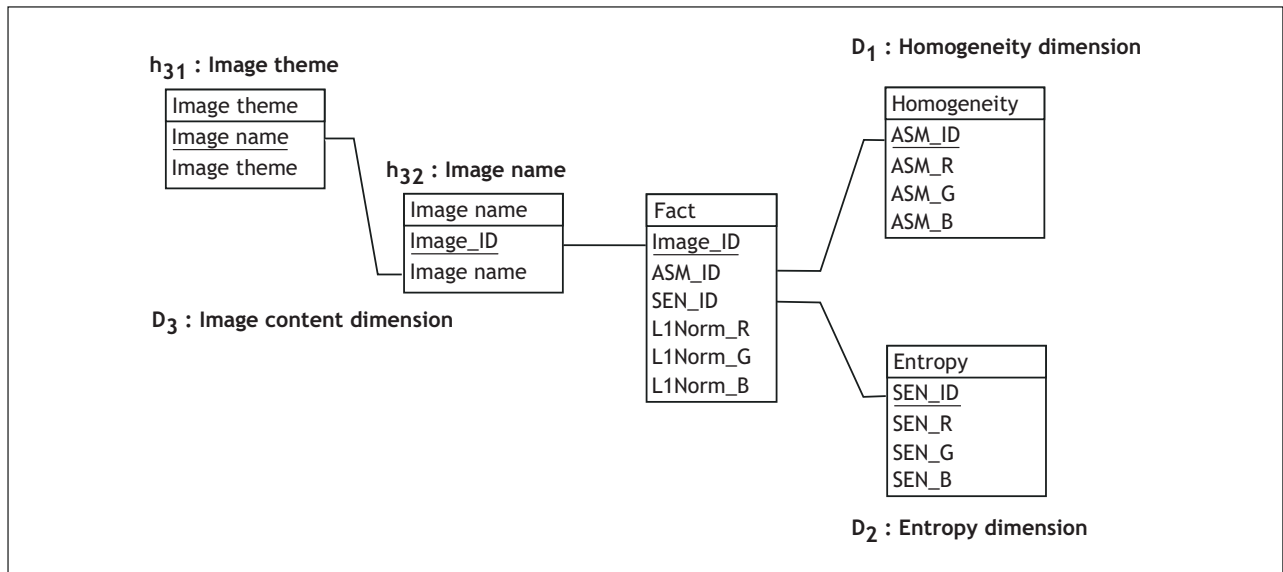 h31 : Image theme
Image theme
Image name
Image theme
h32 : Image name
Image name
Image_ID
Image name
D3 : Image content dimension
Fact
Image_ID
ASM_ID
SEN_ID
L1Norm_R
L1Norm_G
L1Norm_B
D1 : Homogeneity dimension
Homogeneity
ASM_ID
ASM_R
ASM_G
ASM_B
Entropy
SEN_ID
SEN_R
SEN_G
SEN_B
D2 : Entropy dimension